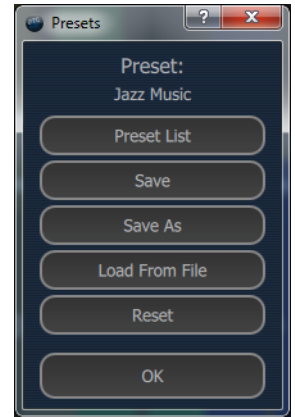 Presets
?
X
Preset:
Jazz Music
Preset List
Save
Save As
Load From File
Reset
OK